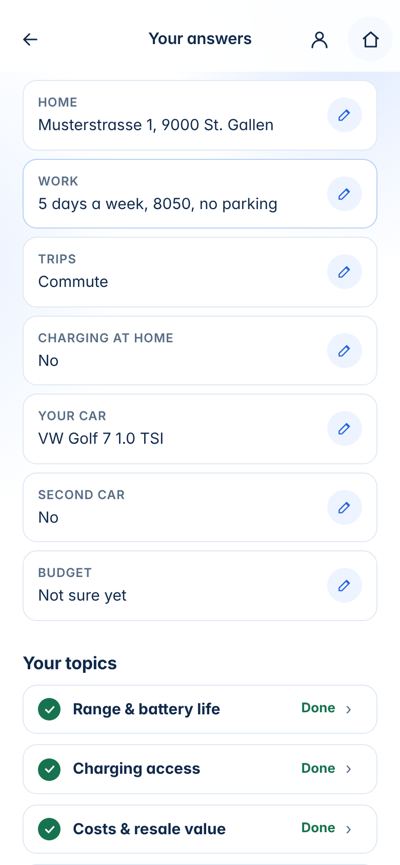 Your answers
HOME
Musterstrasse 1, 9000 St. Gallen
WORK
5 days a week, 8050, no parking
TRIPS
Commute
CHARGING AT HOME
No
YOUR CAR
VW Golf 7 1.0 TSI
SECOND CAR
No
BUDGET
Not sure yet
Your topics
Range & battery life Done
Charging access Done
Costs & resale value Done